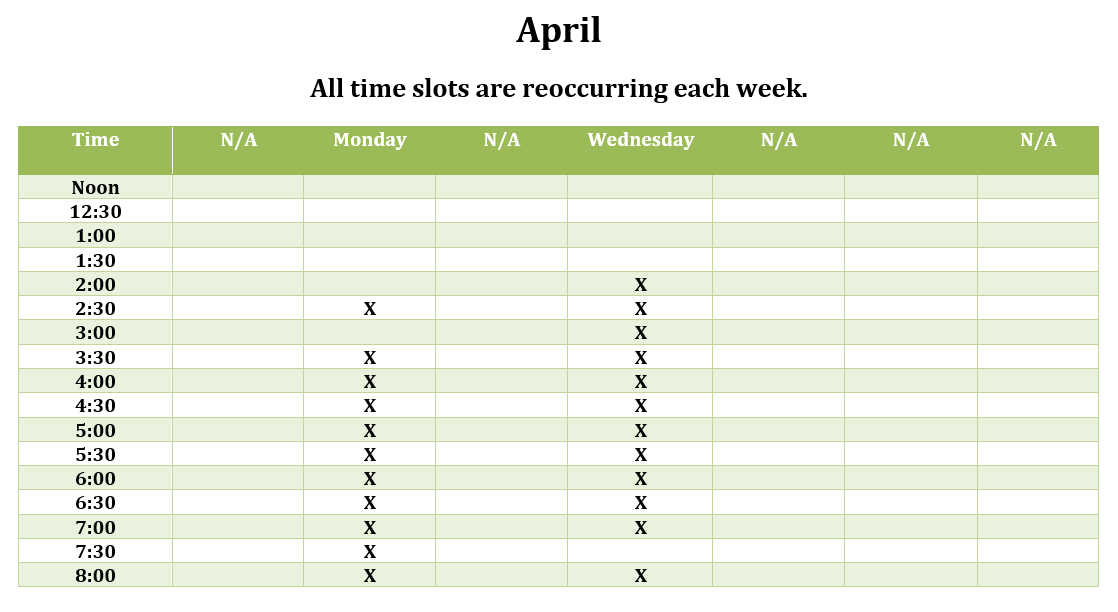 April
All time slots are reoccurring each week.
Time N/A Monday N/A Wednesday N/A N/A N/A
Noon
12:30
1:00
1:30
2:00 X
2:30 X X
3:00 X
3:30 X X
4:00 X X
4:30 X X
5:00 X X
5:30 X X
6:00 X X
6:30 X X
7:00 X X
7:30 X
8:00 X X